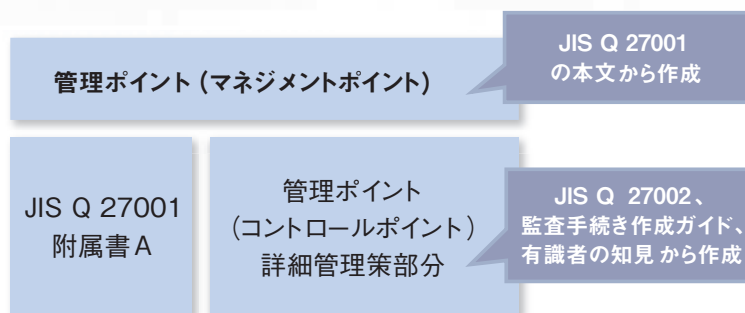 管理ポイント(マネジメントポイント)
JIS Q 27001
の本文から作成
JIS Q 27001
附属書A
管理ポイント
(コントロールポイント)
詳細管理策部分
JIS Q 27002、
監査手続き作成ガイド、
有識者の知見から作成